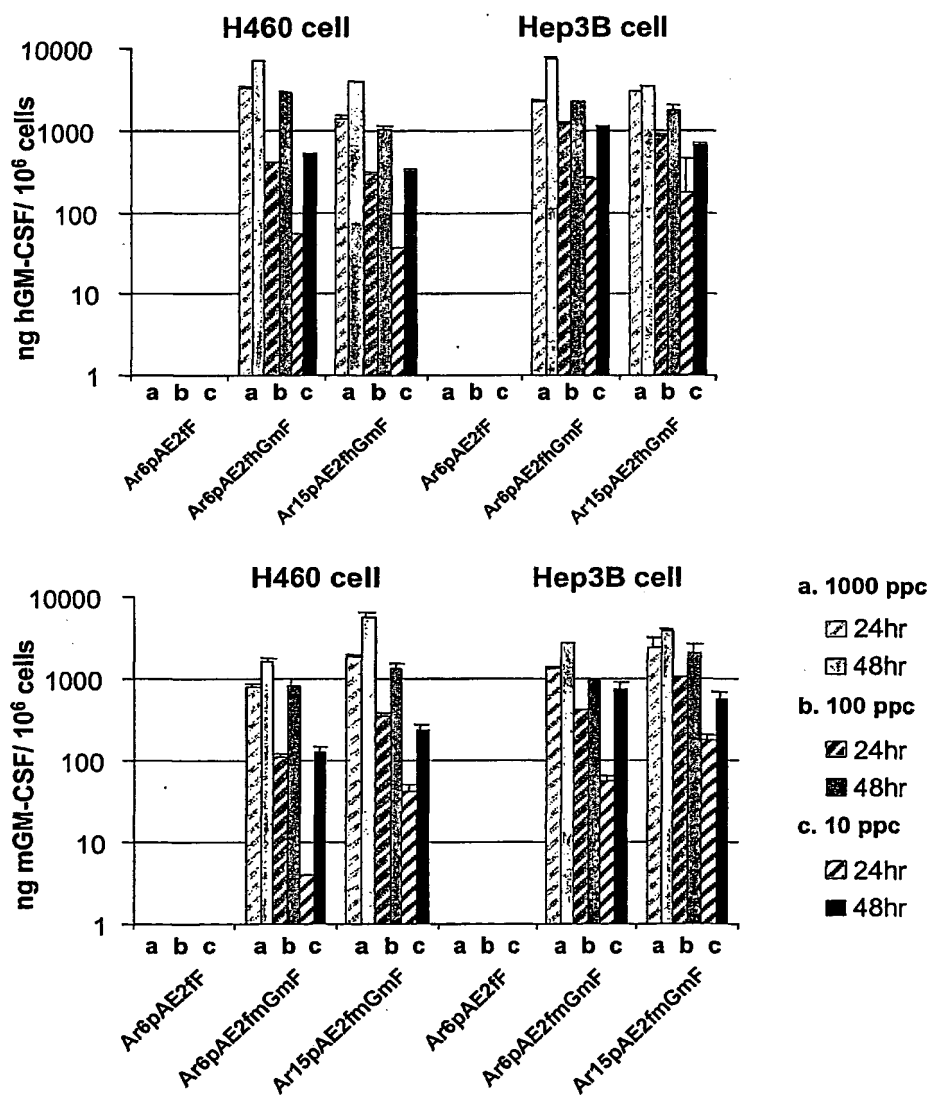 H460 cell Hep3B cell
ng hGM-CSF/ 10⁶ cells
10000
1000
100
10
1
a b c a b c a b c a b c a b c a b c
Ar6pAE2fF
Ar6pAE2fhGmF
Ar15pAE2fhGmF
Ar6pAE2fF
Ar6pAE2fhGmF
Ar15pAE2fhGmF
H460 cell Hep3B cell
ng mGM-CSF/ 10⁶ cells
10000
1000
100
10
1
a b c a b c a b c a b c a b c a b c
Ar6pAE2fF
Ar6pAE2fmGmF
Ar15pAE2fmGmF
Ar6pAE2fF
Ar6pAE2fmGmF
Ar15pAE2fmGmF
a. 1000 ppc
24hr
48hr
b. 100 ppc
24hr
48hr
c. 10 ppc
24hr
48hr